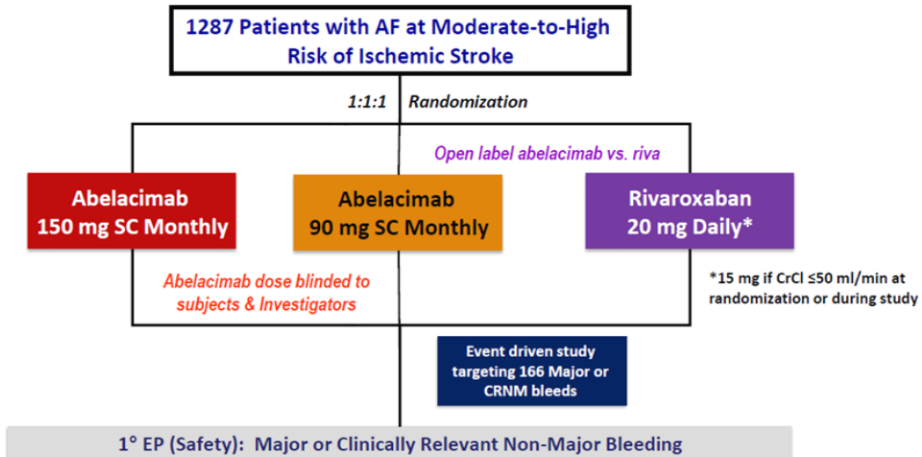 1287 Patients with AF at Moderate-to-High
Risk of Ischemic Stroke
1:1:1 Randomization
Open label abelacimab vs. riva
Abelacimab
150 mg SC Monthly
Abelacimab
90 mg SC Monthly
Rivaroxaban
20 mg Daily*
Abelacimab dose blinded to
subjects & Investigators
*15 mg if CrCl ≤50 ml/min at
randomization or during study
Event driven study
targeting 166 Major or
CRNM bleeds
1° EP (Safety): Major or Clinically Relevant Non-Major Bleeding